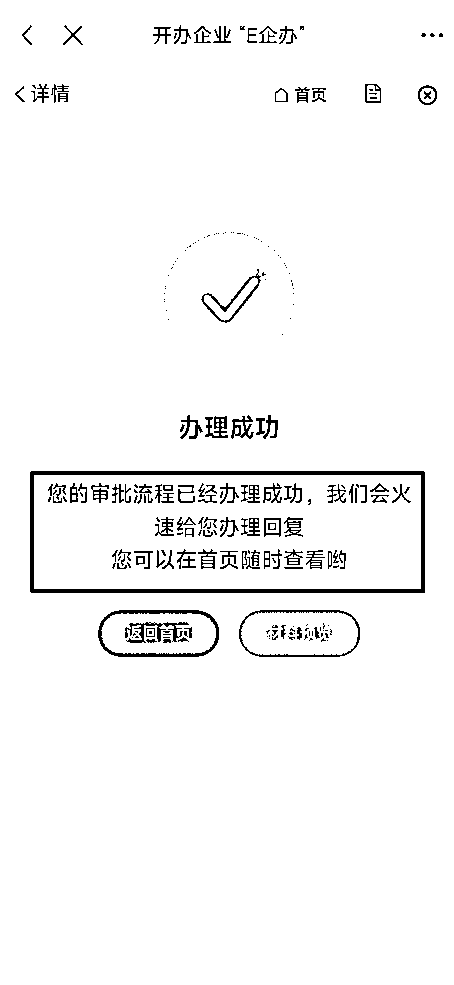 开办企业“E企办”
详情
首页
办理成功
您的审批流程已经办理成功，我们会火
速给您办理回复
您可以在首页随时查看哟
返回首页
材料预览